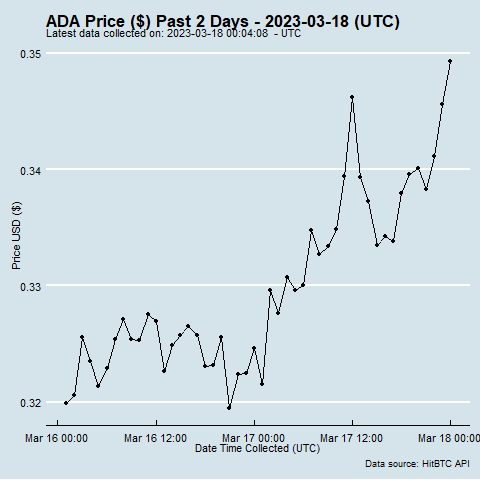 ADA Price ($) Past 2 Days - 2023-03-18 (UTC)
Latest data collected on: 2023-03-18 00:04:08 - UTC
0.35
0.34
0.33
0.32
Price USD ($)
Mar 16 00:00 Mar 16 12:00 Mar 17 00:00 Mar 17 12:00 Mar 18 00:00
Date Time Collected (UTC)
Data source: HitBTC API